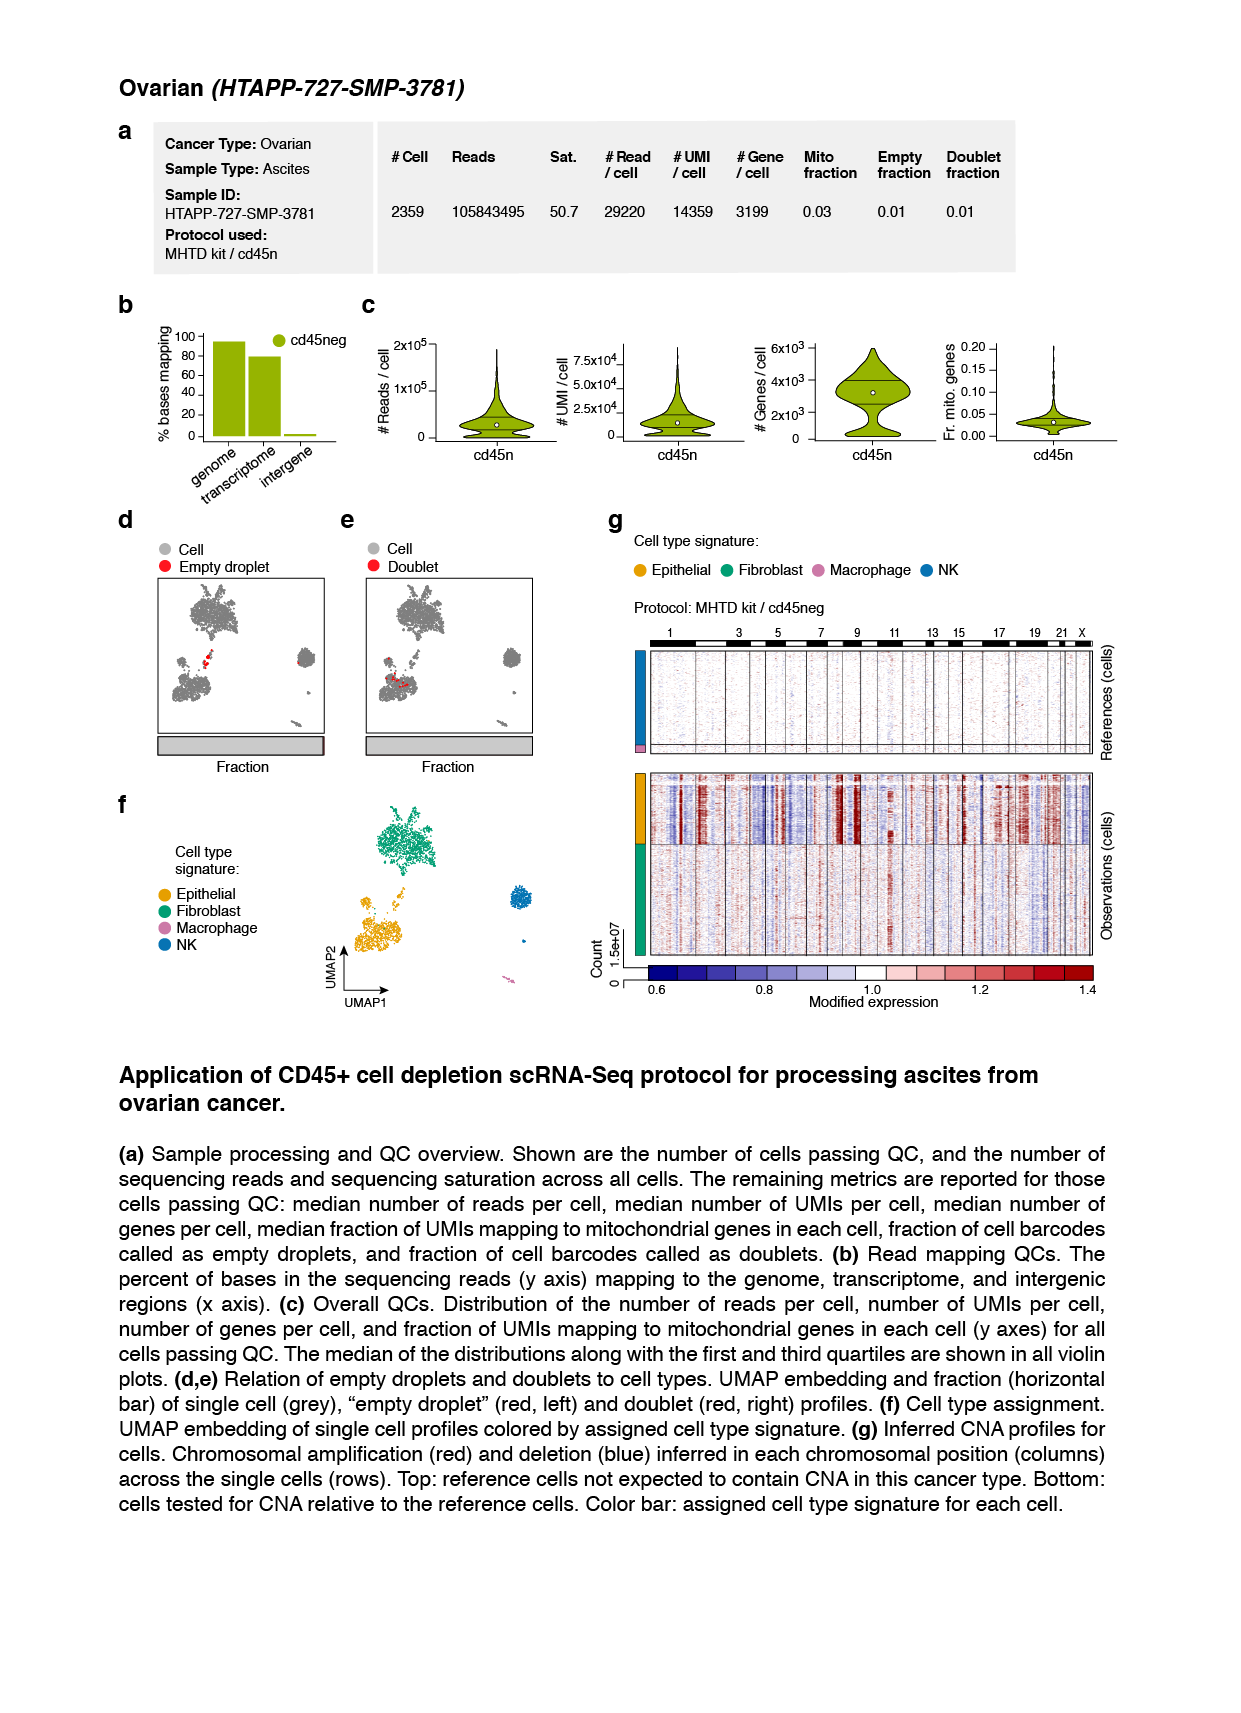 Ovarian (HTAPP-727-SMP-3781)
a
Cancer Type: Ovarian
Sample Type: Ascites
Sample ID:
HTAPP-727-SMP-3781
Protocol used:
MHTD kit / cd45n
# Cell Reads Sat. # Read / cell # UMI / cell # Gene / cell Mito fraction Empty fraction Doublet fraction
2359 105843495 50.7 29220 14359 3199 0.03 0.01 0.01
b
% bases mapping
100
80
60
40
20
0
cd45neg
genome
transcriptome
intergene
c
# Reads / cell
2x10⁵
1x10⁵
0
cd45n
# UMI / cell
7.5x10⁴
5.0x10⁴
2.5x10⁴
0
cd45n
# Genes / cell
6x10³
4x10³
2x10³
0
cd45n
Fr. mito. genes
0.20
0.15
0.10
0.05
0.00
cd45n
d
Cell
Empty droplet
Fraction
e
Cell
Doublet
Fraction
f
Cell type
signature:
Epithelial
Fibroblast
Macrophage
NK
UMAP2
UMAP1
g
Cell type signature:
Epithelial Fibroblast Macrophage NK
Protocol: MHTD kit / cd45neg
1 3 5 7 9 11 13 15 17 19 21 X
References (cells)
Observations (cells)
Count
0 1.5e+07
0.6 0.8 1.0 1.2 1.4
Modified expression
Application of CD45+ cell depletion scRNA-Seq protocol for processing ascites from
ovarian cancer.
(a) Sample processing and QC overview. Shown are the number of cells passing QC, and the number of
sequencing reads and sequencing saturation across all cells. The remaining metrics are reported for those
cells passing QC: median number of reads per cell, median number of UMIs per cell, median number of
genes per cell, median fraction of UMIs mapping to mitochondrial genes in each cell, fraction of cell barcodes
called as empty droplets, and fraction of cell barcodes called as doublets. (b) Read mapping QCs. The
percent of bases in the sequencing reads (y axis) mapping to the genome, transcriptome, and intergenic
regions (x axis). (c) Overall QCs. Distribution of the number of reads per cell, number of UMIs per cell,
number of genes per cell, and fraction of UMIs mapping to mitochondrial genes in each cell (y axes) for all
cells passing QC. The median of the distributions along with the first and third quartiles are shown in all violin
plots. (d,e) Relation of empty droplets and doublets to cell types. UMAP embedding and fraction (horizontal
bar) of single cell (grey), “empty droplet” (red, left) and doublet (red, right) profiles. (f) Cell type assignment.
UMAP embedding of single cell profiles colored by assigned cell type signature. (g) Inferred CNA profiles for
cells. Chromosomal amplification (red) and deletion (blue) inferred in each chromosomal position (columns)
across the single cells (rows). Top: reference cells not expected to contain CNA in this cancer type. Bottom:
cells tested for CNA relative to the reference cells. Color bar: assigned cell type signature for each cell.